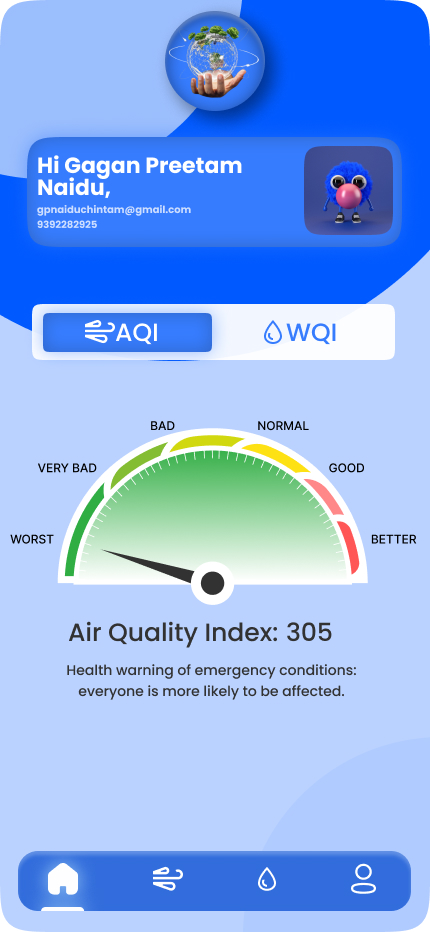 Hi Gagan Preetam
Naidu,
gpnaiduchintam@gmail.com
9392282925
AQI
WQI
BAD
NORMAL
VERY BAD
GOOD
WORST
BETTER
Air Quality Index: 305
Health warning of emergency conditions:
everyone is more likely to be affected.